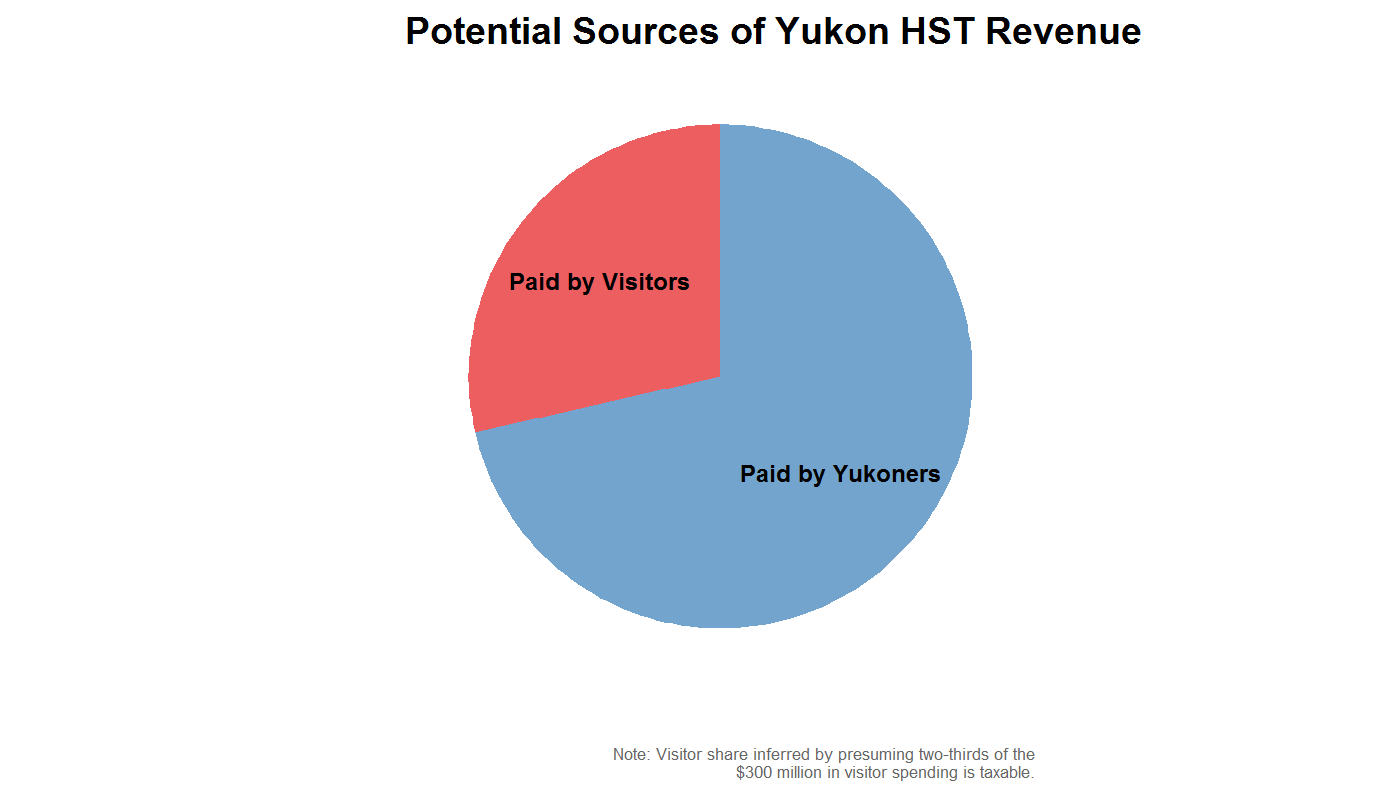 Potential Sources of Yukon HST Revenue
Paid by Visitors
Paid by Yukoners
Note: Visitor share inferred by presuming two-thirds of the
$300 million in visitor spending is taxable.